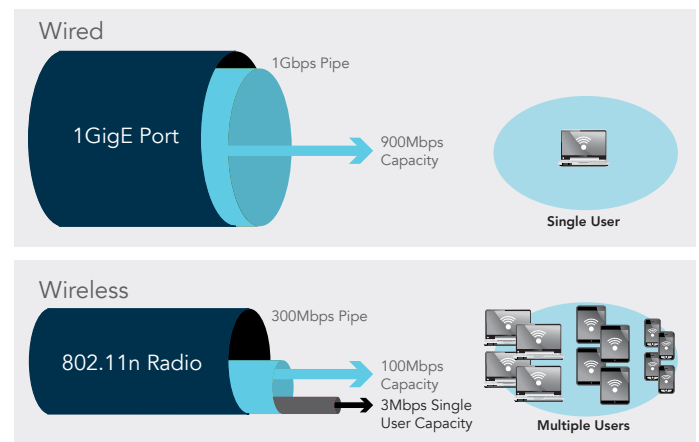 Wired
1Gbps Pipe
1GigE Port
900Mbps
Capacity
Single User
Wireless
300Mbps Pipe
802.11n Radio
100Mbps
Capacity
3Mbps Single
User Capacity
Multiple Users